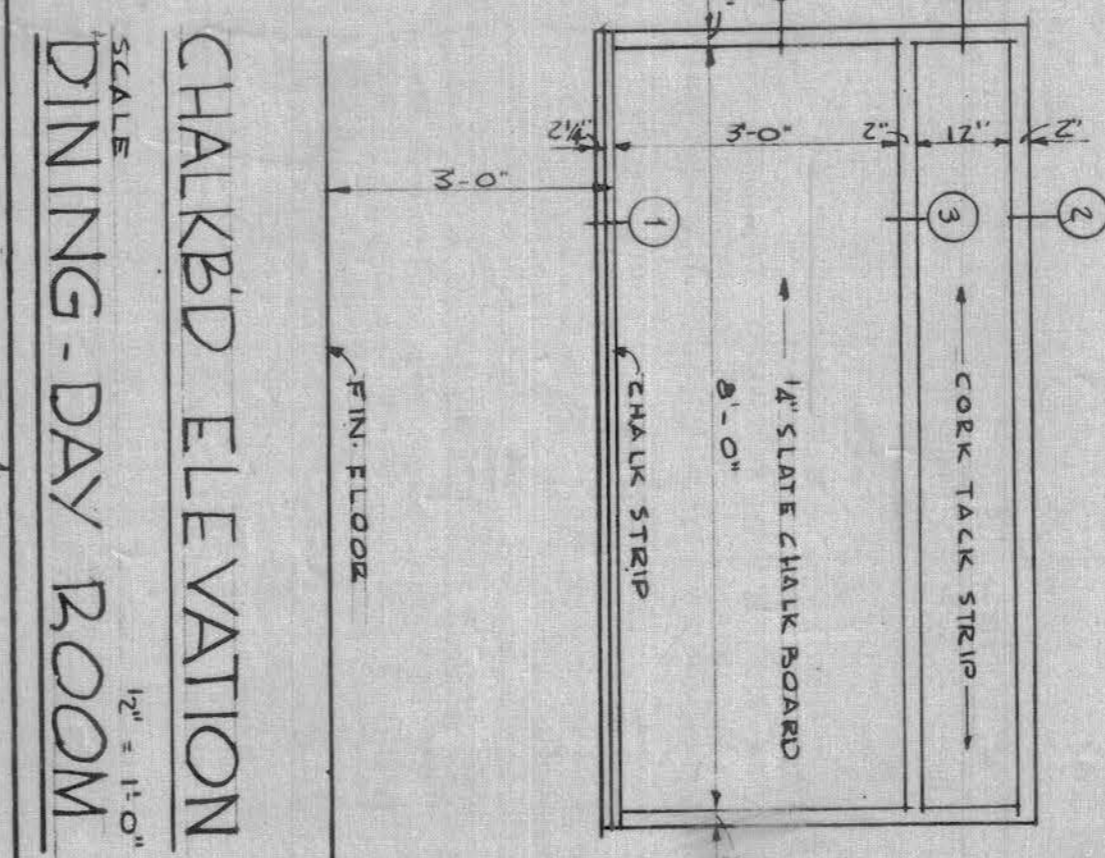 2"
2
12"
CORK TACK STRIP
2"
3
3'-0"
1/4" SLATE CHALK BOARD
8'-0"
1
CHALK STRIP
2 1/4"
3'-0"
FIN. FLOOR
CHALKB'D ELEVATION
SCALE 1/2" = 1'-0"
DINING-DAY ROOM